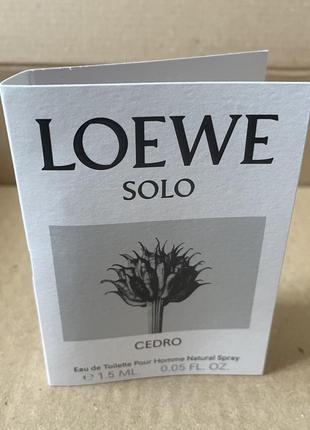 LOEWE
SOLO
CEDRO
Eau de Toilette Pour Homme Natural Spray
℮ 1.5 ML. 0.05 FL. OZ.